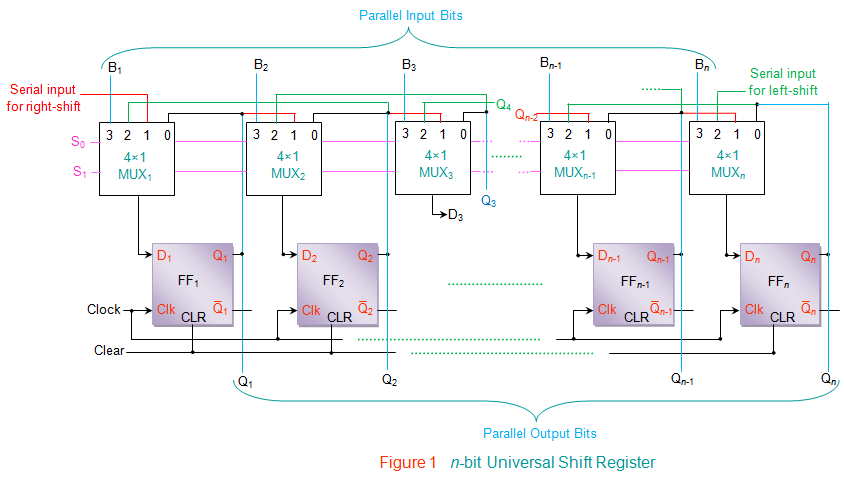 Parallel Input Bits
B1 B2 B3 Bn-1 Bn
Serial input
for right-shift
Serial input
for left-shift
Q4 Qn-2
3 2 1 0 3 2 1 0 3 2 1 0 3 2 1 0 3 2 1 0
S0
4×1 4×1 4×1 4×1 4×1
S1
MUX1 MUX2 MUX3 MUXn-1 MUXn
Q3
D3
D1 Q1 D2 Q2 Dn-1 Qn-1 Dn Qn
FF1 FF2 FFn-1 FFn
Clock
Clk Q̅1 Clk Q̅2 Clk Q̅n-1 Clk Q̅n
CLR CLR CLR CLR
Clear
Q1 Q2 Qn-1 Qn
Parallel Output Bits
Figure 1 n-bit Universal Shift Register